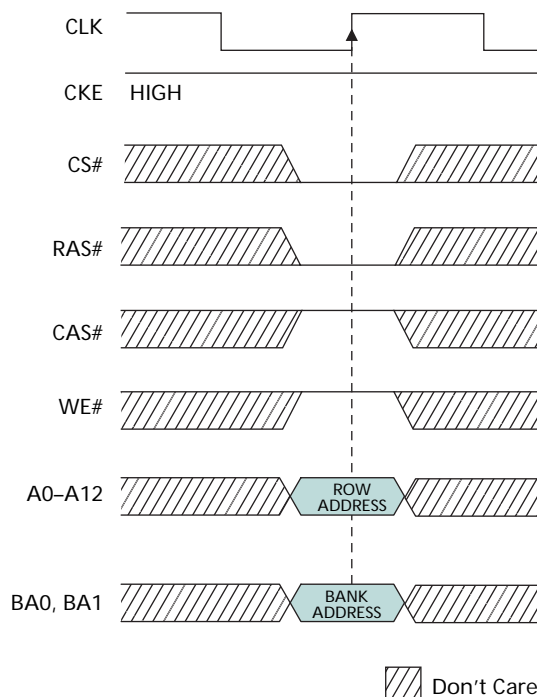 CLK
CKE HIGH
CS#
RAS#
CAS#
WE#
A0–A12 ROW
ADDRESS
BA0, BA1 BANK
ADDRESS
Don't Care